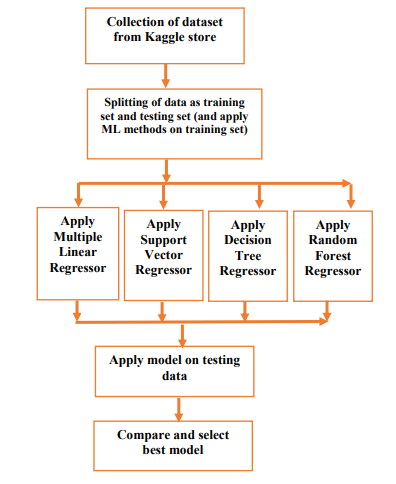 Collection of dataset
from Kaggle store
Splitting of data as training
set and testing set (and apply
ML methods on training set)
Apply
Multiple
Linear
Regressor
Apply
Support
Vector
Regressor
Apply
Decision
Tree
Regressor
Apply
Random
Forest
Regressor
Apply model on testing
data
Compare and select
best model